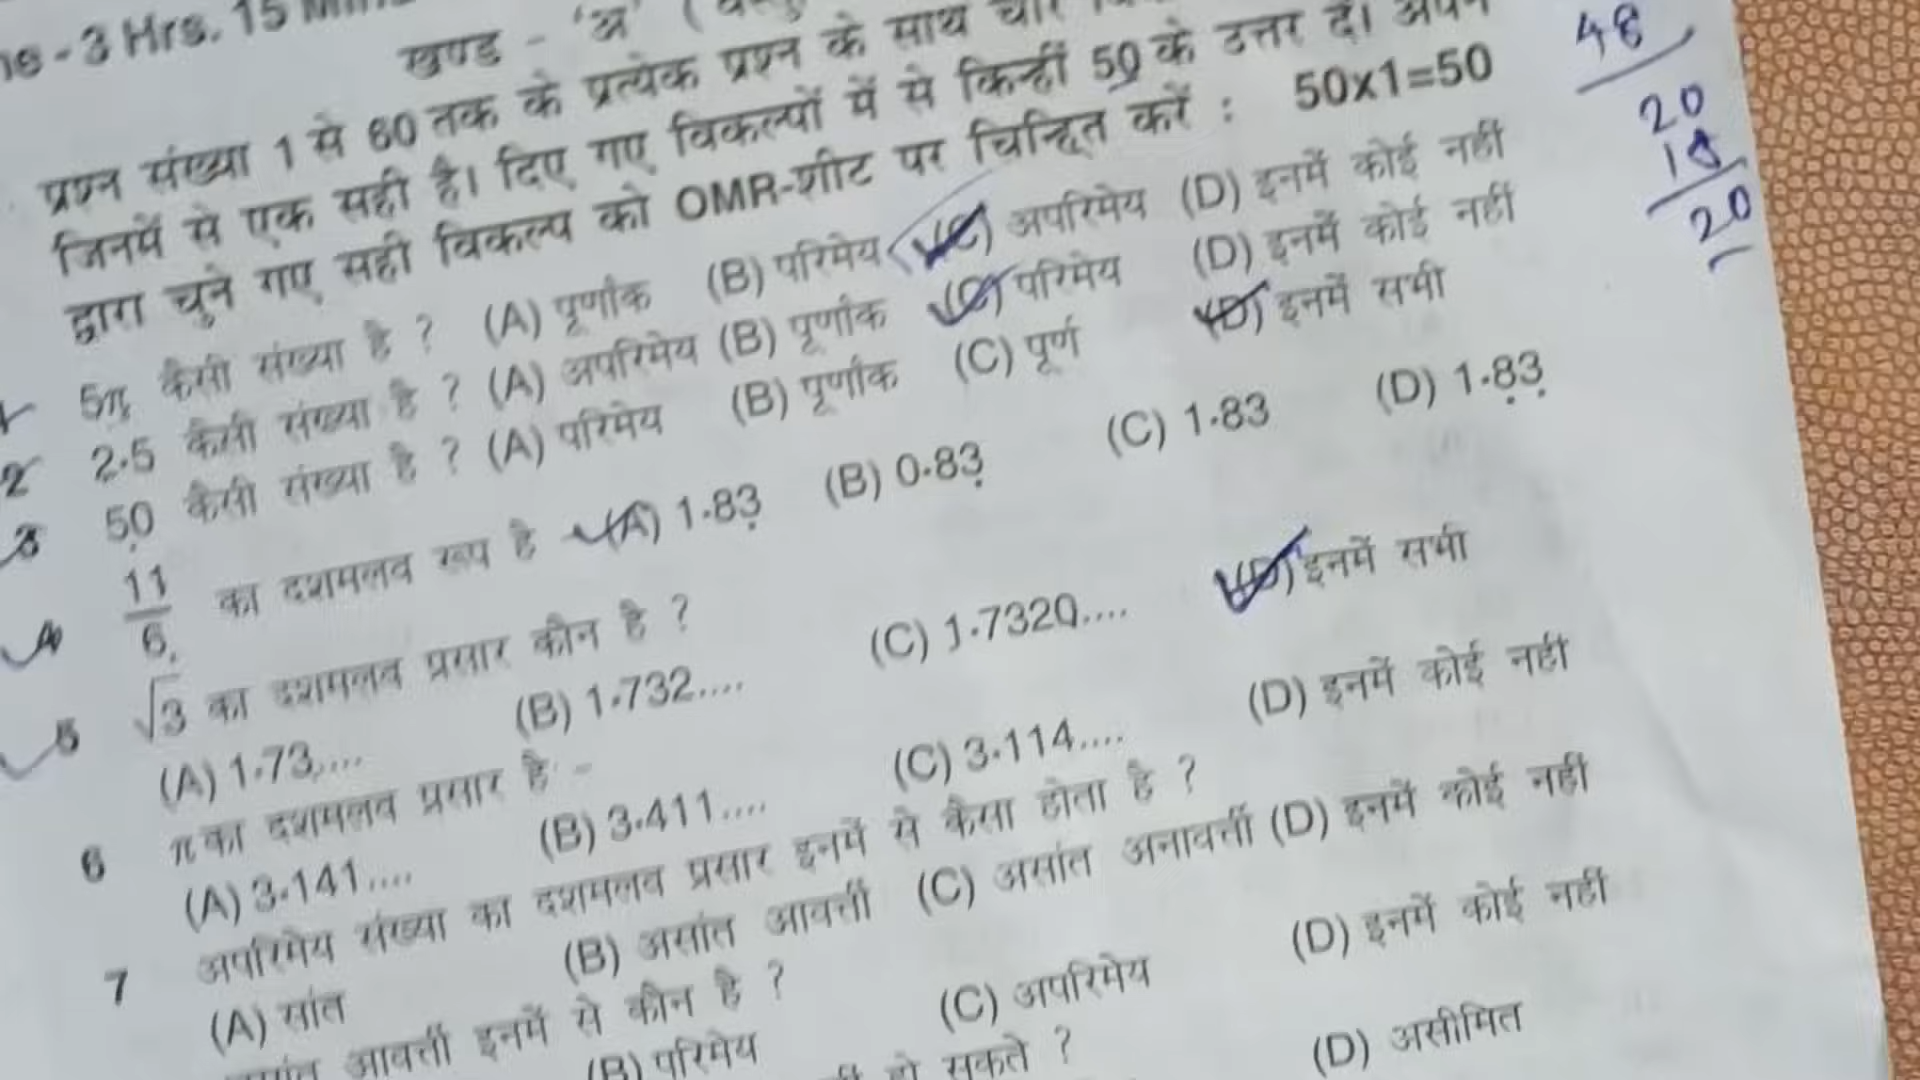 - 3 Hrs. 15
खण्ड - 'अ' (
प्रश्न संख्या 1 से 60 तक के प्रत्येक प्रश्न के साथ चार
जिनमें से एक सही है। दिए गए विकल्पों में से किन्हीं 50 के उत्तर दें। अपने
द्वारा चुने गए सही विकल्प को OMR-शीट पर चिन्हित करें : 50x1=50
1 5π कैसी संख्या है ? (A) पूर्णांक (B) परिमेय (C) अपरिमेय (D) इनमें कोई नहीं
2 2.5 कैसी संख्या है ? (A) अपरिमेय (B) पूर्णांक (C) परिमेय (D) इनमें कोई नहीं
3 50 कैसी संख्या है ? (A) परिमेय (B) पूर्णांक (C) पूर्ण (D) इनमें सभी
4 11/6 का दशमलव रूप है (A) 1.83 (B) 0.83 (C) 1.83 (D) 1.83
5 √3 का दशमलव प्रसार कौन है ?
(A) 1.73.... (B) 1.732.... (C) 1.7320.... (D) इनमें सभी
6 π का दशमलव प्रसार है -
(A) 3.141.... (B) 3.411.... (C) 3.114.... (D) इनमें कोई नहीं
7 अपरिमेय संख्या का दशमलव प्रसार इनमें से कैसा होता है ?
(A) सांत (B) असांत आवर्त्ती (C) असांत अनावर्त्ती (D) इनमें कोई नहीं
आवर्त्ती इनमें से कौन है ?
(B) परिमेय (C) अपरिमेय (D) इनमें कोई नहीं
हो सकते ?
(D) असीमित
48
20
20